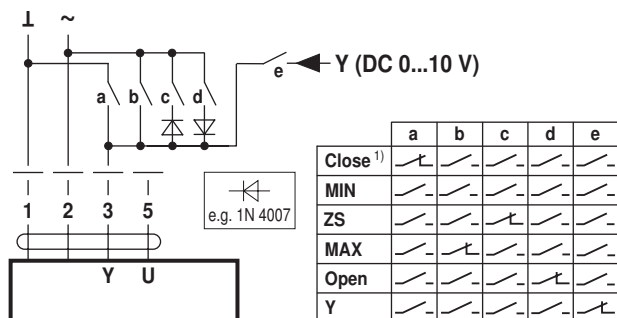 ⊥ ~
e Y (DC 0...10 V)
a b c d
e.g. 1N 4007
1 2 3 5
Y U
a b c d e
Close 1)
MIN
ZS
MAX
Open
Y